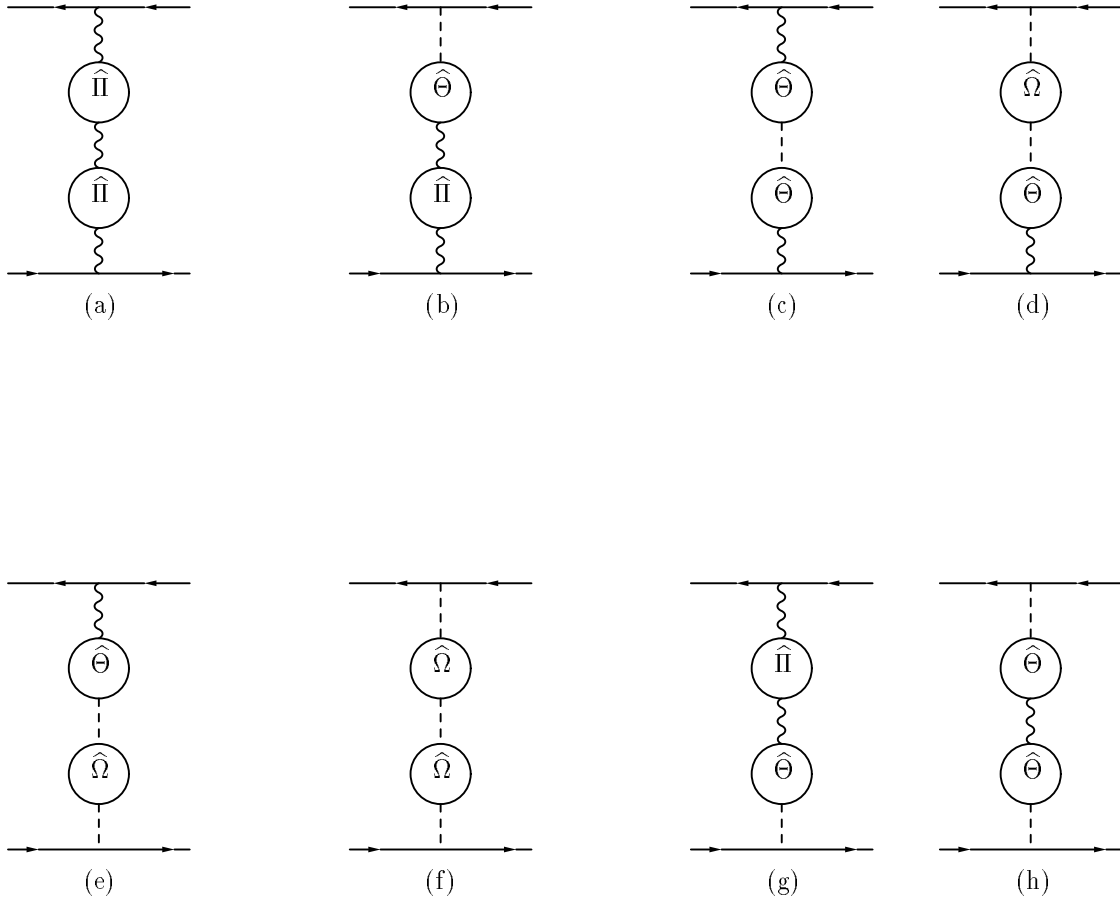 Π̂ Θ̂ Θ̂ Ω̂
Π̂ Π̂ Θ̂ Θ̂
(a) (b) (c) (d)
Θ̂ Ω̂ Π̂ Θ̂
Ω̂ Ω̂ Θ̂ Θ̂
(e) (f) (g) (h)